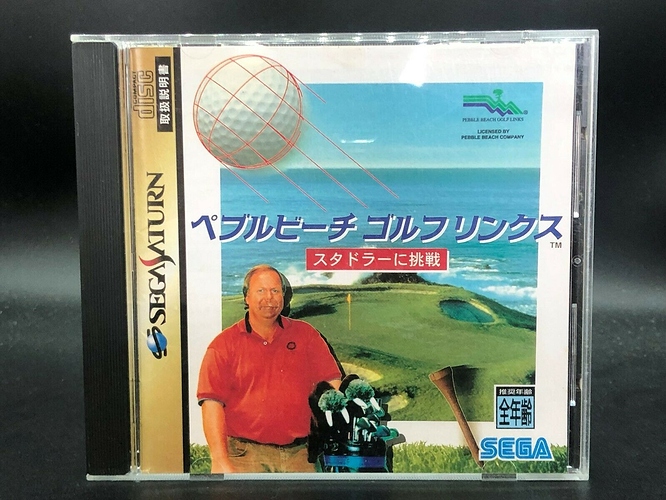 COMPACT
disc
取扱説明書
SEGA SATURN
PEBBLE BEACH GOLF LINKS
LICENSED BY
PEBBLE BEACH COMPANY
ペブルビーチ ゴルフ リンクス
TM
スタドラーに挑戦
推奨年齢
全年齢
SEGA